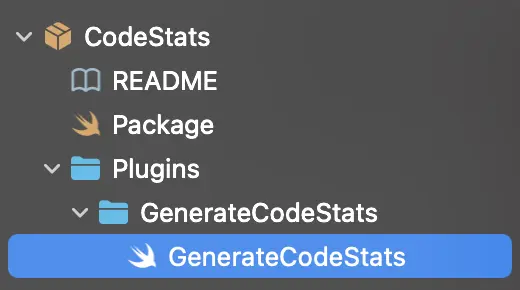 CodeStats
README
Package
Plugins
GenerateCodeStats
GenerateCodeStats